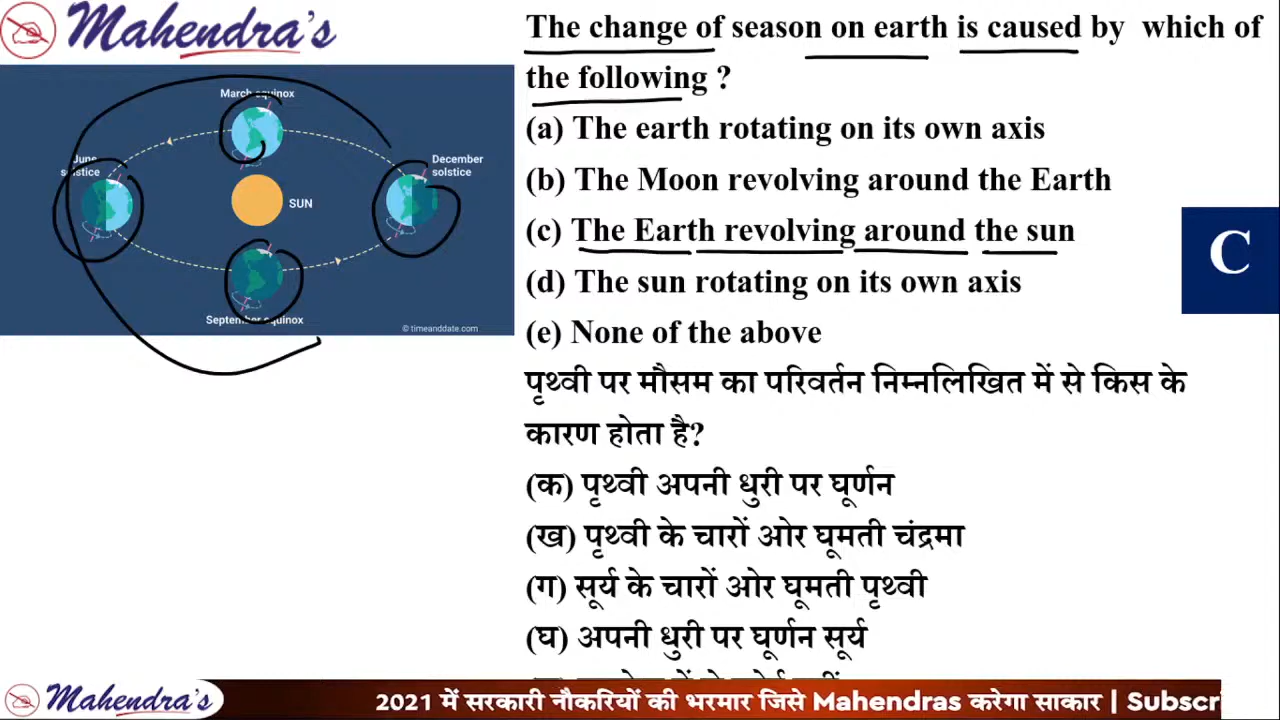 Mahendra's
The change of season on earth is caused by which of
the following ?
(a) The earth rotating on its own axis
(b) The Moon revolving around the Earth
(c) The Earth revolving around the sun
(d) The sun rotating on its own axis
(e) None of the above
पृथ्वी पर मौसम का परिवर्तन निम्नलिखित में से किस के
कारण होता है?
(क) पृथ्वी अपनी धुरी पर घूर्णन
(ख) पृथ्वी के चारों ओर घूमती चंद्रमा
(ग) सूर्य के चारों ओर घूमती पृथ्वी
(घ) अपनी धुरी पर घूर्णन सूर्य
March equinox
June
solstice
December
solstice
SUN
September equinox
© timeanddate.com
C
Mahendra's
2021 में सरकारी नौकरियों की भरमार जिसे Mahendras करेगा साकार | Subscri